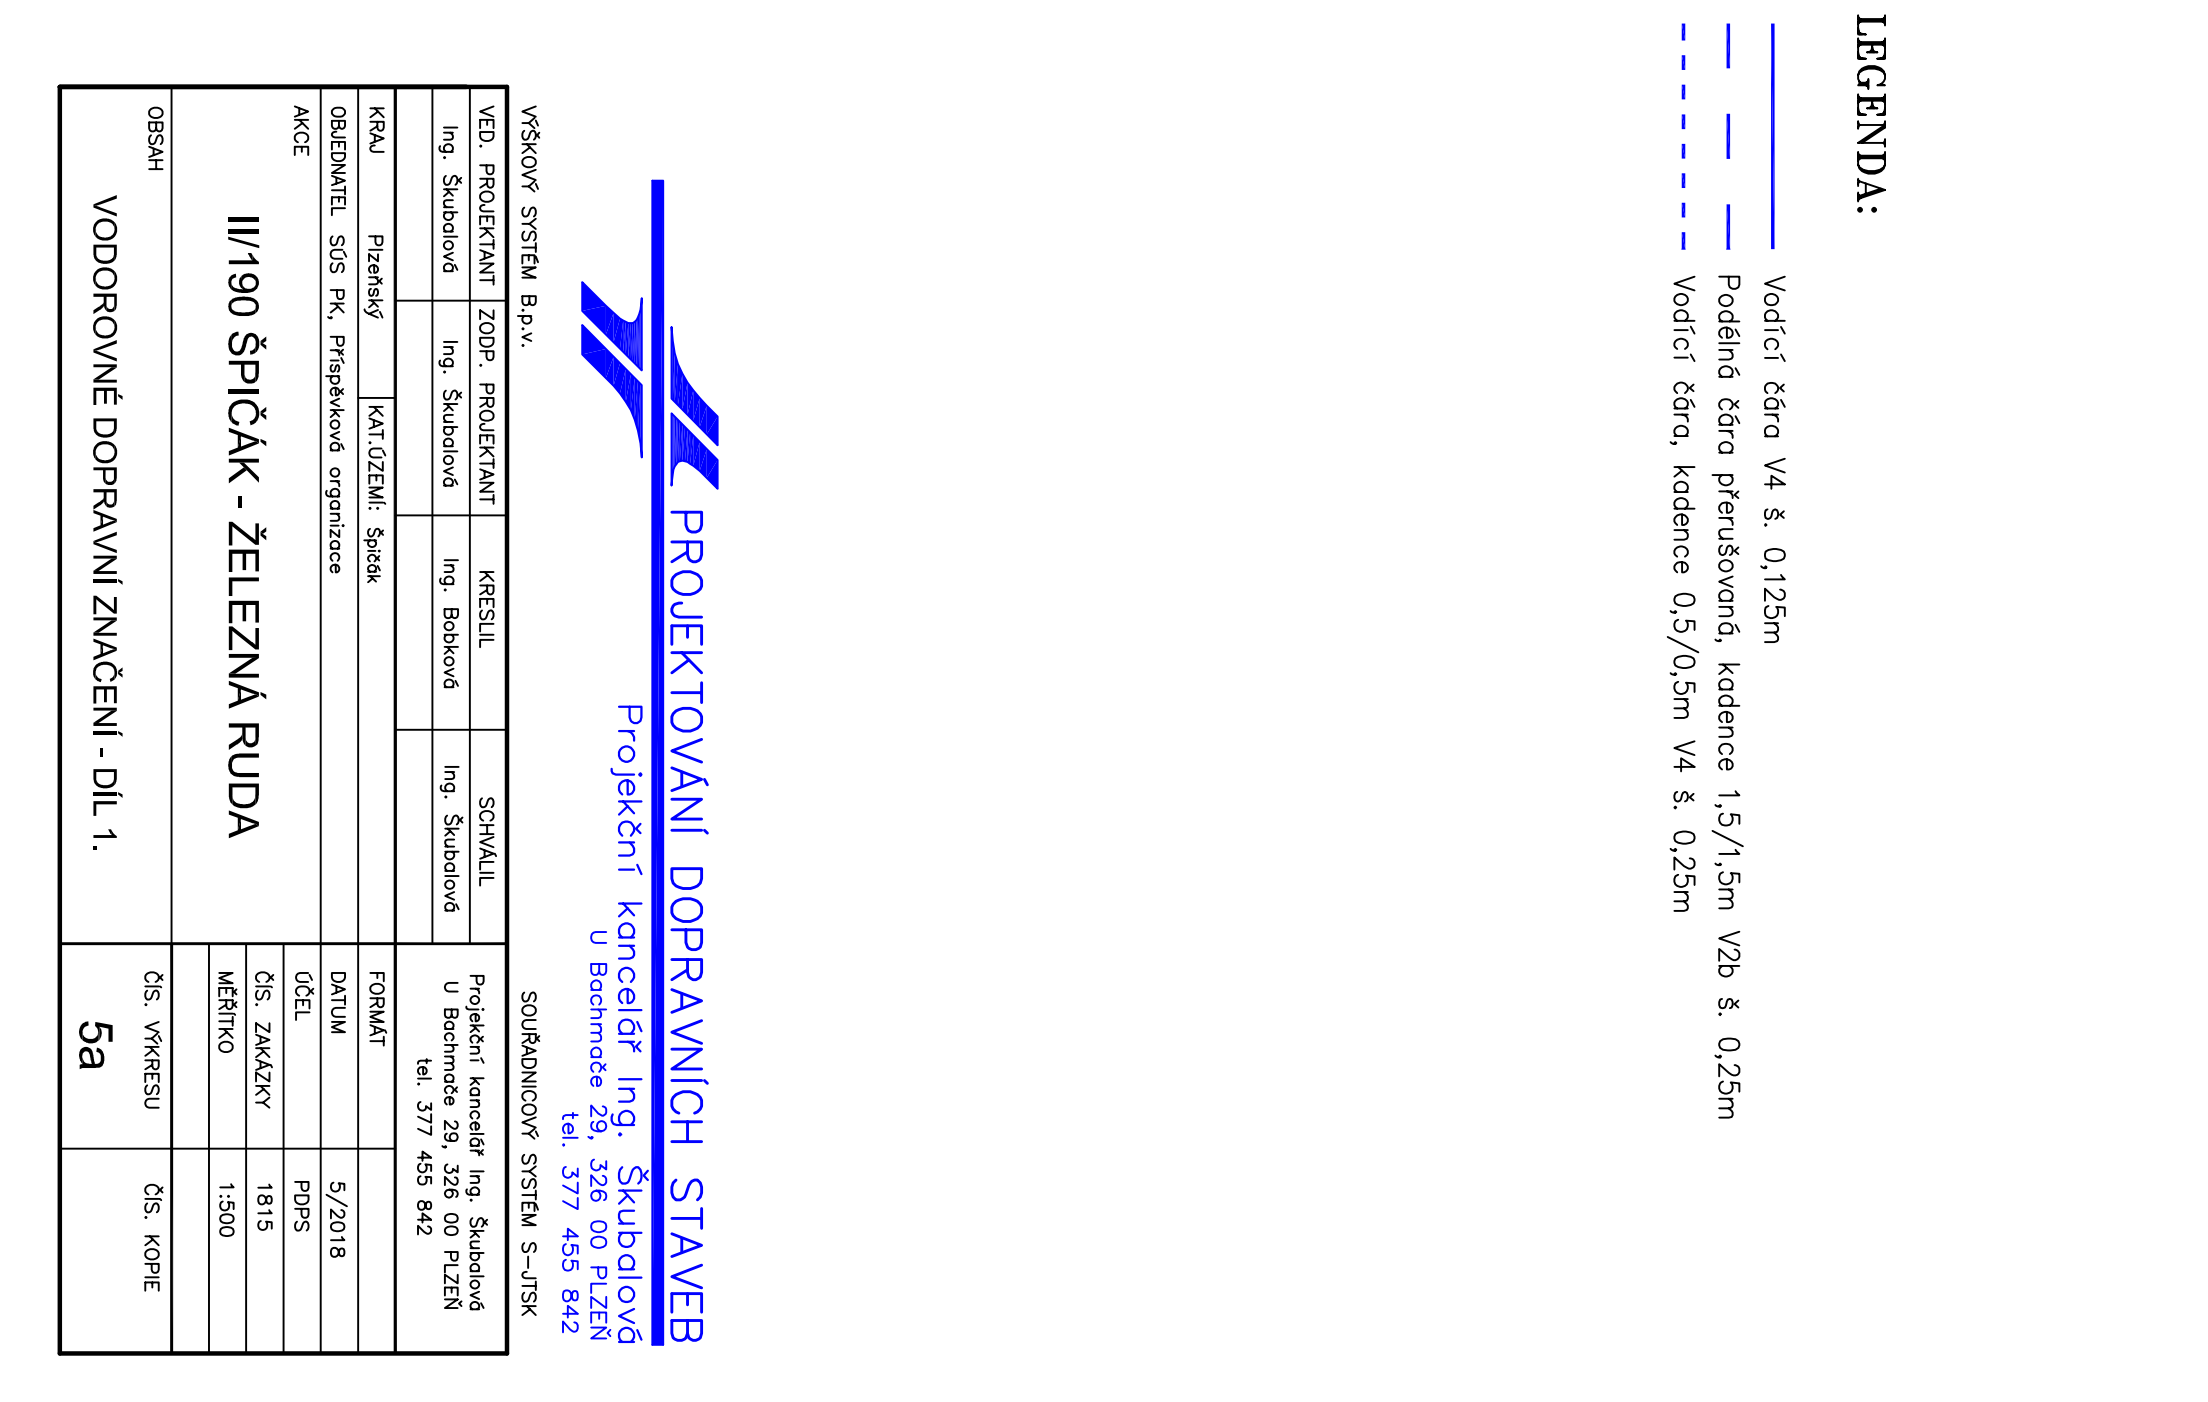 LEGENDA:
Vodící čára V4 š. 0,125m
Podélná čára přerušovaná, kadence 1,5/1,5m V2b š. 0,25m
Vodící čára, kadence 0,5/0,5m V4 š. 0,25m
PROJEKTOVÁNÍ DOPRAVNÍCH STAVEB
Projekční kancelář Ing. Škubalová
U Bachmače 29, 326 00 PLZEŇ
tel. 377 455 842
VÝŠKOVÝ SYSTÉM B.p.v. SOUŘADNICOVÝ SYSTÉM S-JTSK
VED. PROJEKTANT ZODP. PROJEKTANT KRESLIL SCHVÁLIL
Ing. Škubalová Ing. Škubalová Ing. Bobková Ing. Škubalová
Projekční kancelář Ing. Škubalová
U Bachmače 29, 326 00 PLZEŇ
tel. 377 455 842
KRAJ Plzeňský KAT.ÚZEMÍ: Špičák FORMÁT
OBJEDNATEL SÚS PK, Příspěvková organizace DATUM 5/2018
AKCE ÚČEL PDPS
II/190 ŠPIČÁK - ŽELEZNÁ RUDA
ČÍS. ZAKÁZKY 1815
MĚŘÍTKO 1:500
OBSAH ČÍS. VÝKRESU ČÍS. KOPIE
VODOROVNÉ DOPRAVNÍ ZNAČENÍ - DÍL 1. 5a